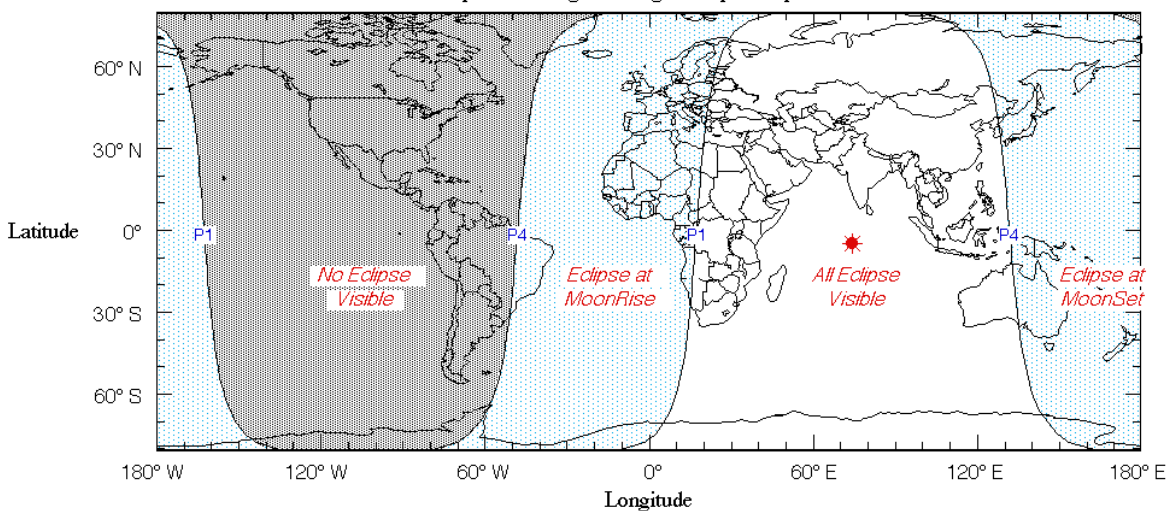 60° N
30° N
Latitude
0°
P1
P4
P1
P4
No Eclipse
Visible
Eclipse at
MoonRise
All Eclipse
Visible
Eclipse at
MoonSet
30° S
60° S
180° W
120° W
60° W
0°
60° E
120° E
180° E
Longitude